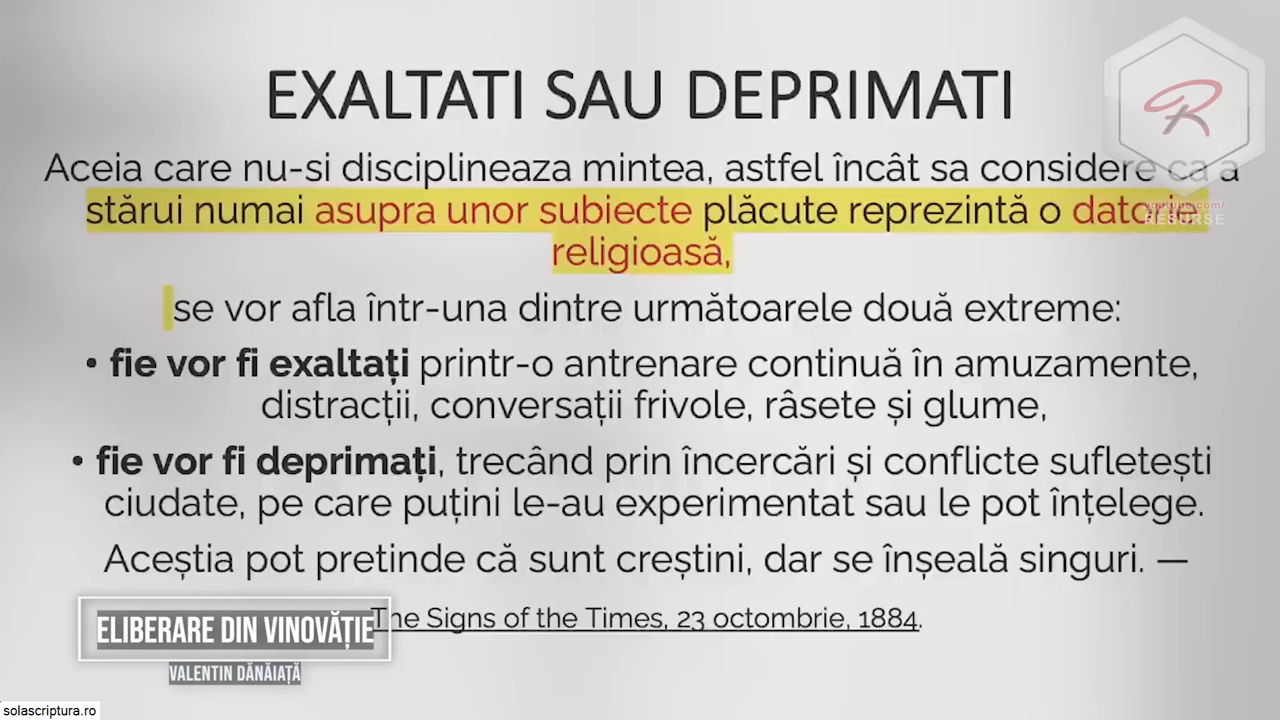 EXALTATI SAU DEPRIMATI
Aceia care nu-si disciplineaza mintea, astfel încât sa considere ca a
stărui numai asupra unor subiecte plăcute reprezintă o datorie
religioasă,
se vor afla într-una dintre următoarele două extreme:
• fie vor fi exaltați printr-o antrenare continuă în amuzamente,
distracții, conversații frivole, râsete și glume,
• fie vor fi deprimați, trecând prin încercări și conflicte sufletești
ciudate, pe care puțini le-au experimentat sau le pot înțelege.
Aceștia pot pretinde că sunt creștini, dar se înșeală singuri. —
The Signs of the Times, 23 octombrie, 1884.
youtube.com/
RESURSE
ELIBERARE DIN VINOVĂȚIE
VALENTIN DĂNĂIAȚĂ
solascriptura.ro